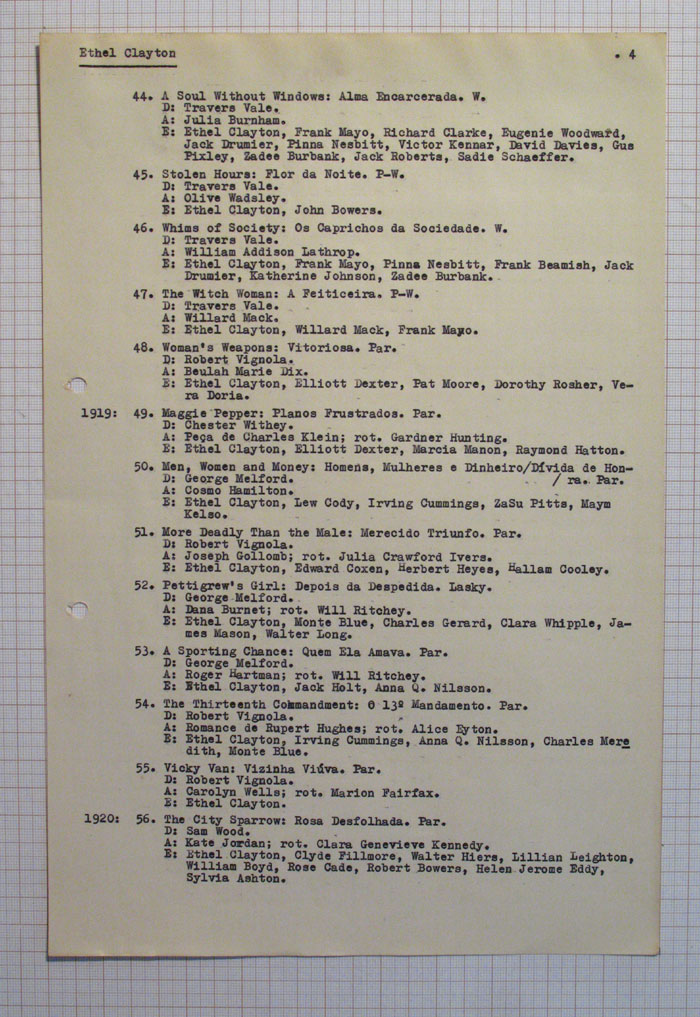 Ethel Clayton . 4
44. A Soul Without Windows: Alma Encarcerada. W.
D: Travers Vale.
A: Julia Burnham.
E: Ethel Clayton, Frank Mayo, Richard Clarke, Eugenie Woodward,
Jack Drumier, Pinna Nesbitt, Victor Kennar, David Davies, Gus
Pixley, Zadee Burbank, Jack Roberts, Sadie Schaeffer.
45. Stolen Hours: Flor da Noite. P-W.
D: Travers Vale.
A: Olive Wadsley.
E: Ethel Clayton, John Bowers.
46. Whims of Society: Os Caprichos da Sociedade. W.
D: Travers Vale.
A: William Addison Lathrop.
E: Ethel Clayton, Frank Mayo, Pinna Nesbitt, Frank Beamish, Jack
Drumier, Katherine Johnson, Zadee Burbank.
47. The Witch Woman: A Feiticeira. P-W.
D: Travers Vale.
A: Willard Mack.
E: Ethel Clayton, Willard Mack, Frank Mayo.
48. Woman's Weapons: Vitoriosa. Par.
D: Robert Vignola.
A: Beulah Marie Dix.
E: Ethel Clayton, Elliott Dexter, Pat Moore, Dorothy Rosher, Ve-
ra Doria.
1919: 49. Maggie Pepper: Planos Frustrados. Par.
D: Chester Withey.
A: Peça de Charles Klein; rot. Gardner Hunting.
E: Ethel Clayton, Elliott Dexter, Marcia Manon, Raymond Hatton.
50. Men, Women and Money: Homens, Mulheres e Dinheiro/Dívida de Hon-
D: George Melford. / ra. Par.
A: Cosmo Hamilton.
E: Ethel Clayton, Lew Cody, Irving Cummings, ZaSu Pitts, Maym
Kelso.
51. More Deadly Than the Male: Merecido Triunfo. Par.
D: Robert Vignola.
A: Joseph Gollomb; rot. Julia Crawford Ivers.
E: Ethel Clayton, Edward Coxen, Herbert Heyes, Hallam Cooley.
52. Pettigrew's Girl: Depois da Despedida. Lasky.
D: George Melford.
A: Dana Burnet; rot. Will Ritchey.
E: Ethel Clayton, Monte Blue, Charles Gerard, Clara Whipple, Ja-
mes Mason, Walter Long.
53. A Sporting Chance: Quem Ela Amava. Par.
D: George Melford.
A: Roger Hartman; rot. Will Ritchey.
E: Ethel Clayton, Jack Holt, Anna Q. Nilsson.
54. The Thirteenth Commandment: O 13º Mandamento. Par.
D: Robert Vignola.
A: Romance de Rupert Hughes; rot. Alice Eyton.
E: Ethel Clayton, Irving Cummings, Anna Q. Nilsson, Charles Mere
dith, Monte Blue.
55. Vicky Van: Vizinha Viúva. Par.
D: Robert Vignola.
A: Carolyn Wells; rot. Marion Fairfax.
E: Ethel Clayton.
1920: 56. The City Sparrow: Rosa Desfolhada. Par.
D: Sam Wood.
A: Kate Jordan; rot. Clara Genevieve Kennedy.
E: Ethel Clayton, Clyde Fillmore, Walter Hiers, Lillian Leighton,
William Boyd, Rose Cade, Robert Bowers, Helen Jerome Eddy,
Sylvia Ashton.